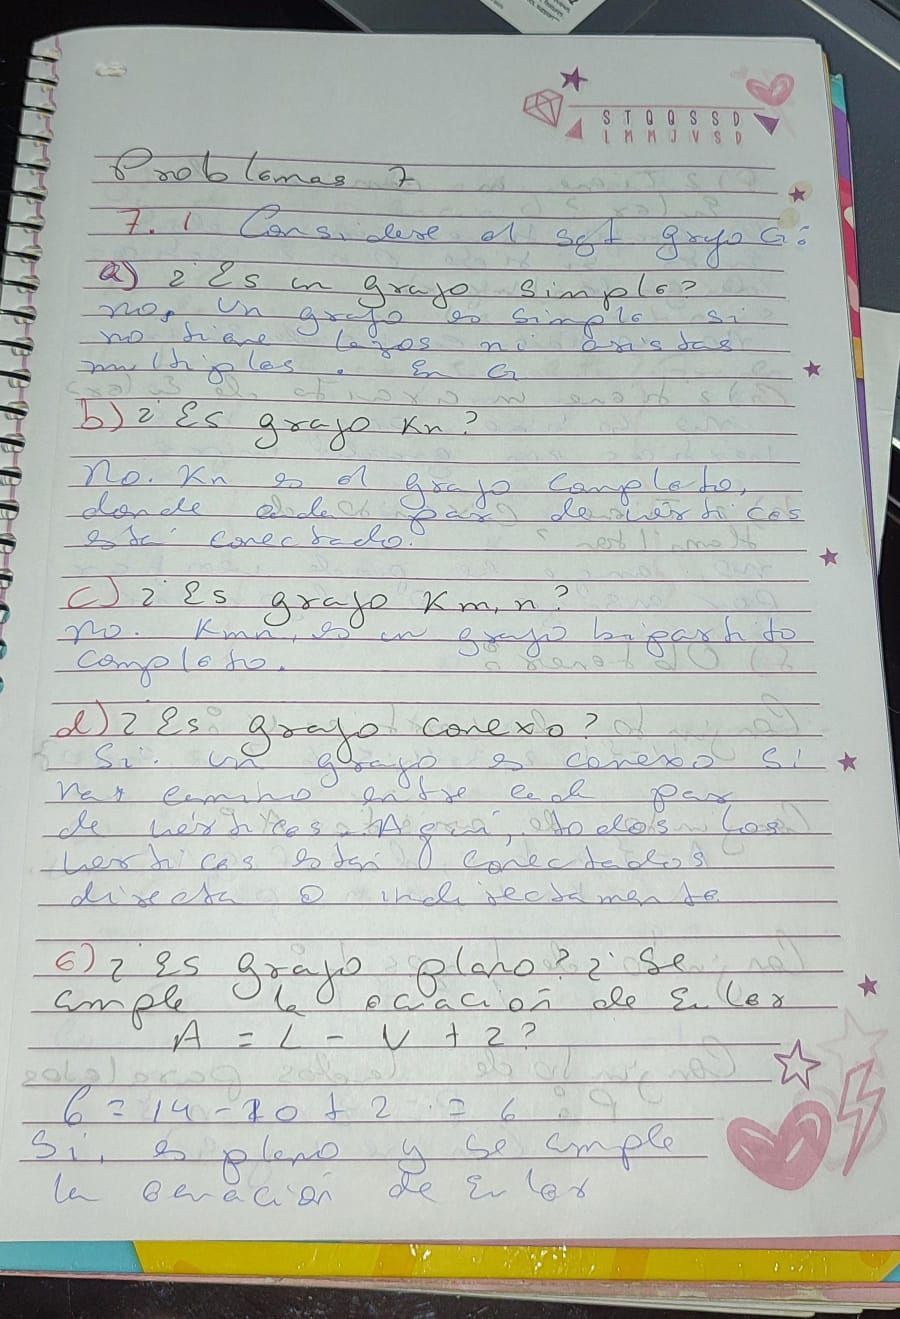 S T Q Q S S D
L M M J V S D
Problemas 7
7.1 Considere el sgt grafo G:
a) ¿Es un grafo simple?
no, un grafo es simple si
no tiene lazos ni aristas
multiples. En G
b) ¿Es grafo Kn?
No. Kn es el grafo completo,
donde cada par de vértices
está conectado.
c) ¿Es grafo Km,n?
no. Kmn, es un grafo bipartito
completo.
d) ¿Es grafo conexo?
Si. un grafo es conexo si
hay camino entre cada par
de vértices. Aquí, todos los
vertices están conectados
directa o indirectamente.
e) ¿Es grafo plano? ¿Se
cumple la ecuación de Euler
A = L - V + 2?
6 = 14 - 10 + 2 = 6
Si, es plano y se cumple
la ecuación de Euler